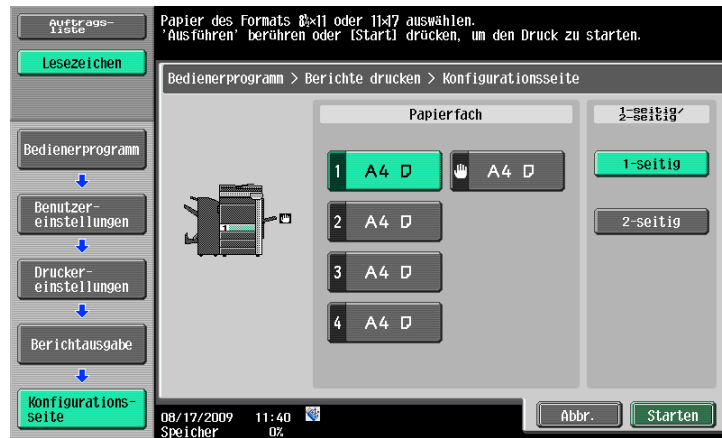 Auftrags-
liste
Lesezeichen
Papier des Formats 8½×11 oder 11×17 auswählen.
'Ausführen' berühren oder [Start] drücken, um den Druck zu
starten.
Bedienerprogramm > Berichte drucken > Konfigurationsseite
Bedienerprogramm
Benutzer-
einstellungen
Drucker-
einstellungen
Berichtausgabe
Konfigurations-
seite
Papierfach
1 A4
A4
2 A4
3 A4
4 A4
1
1-seitig/
2-seitig
1-seitig
2-seitig
08/17/2009 11:40
Speicher 0%
Abbr.
Starten